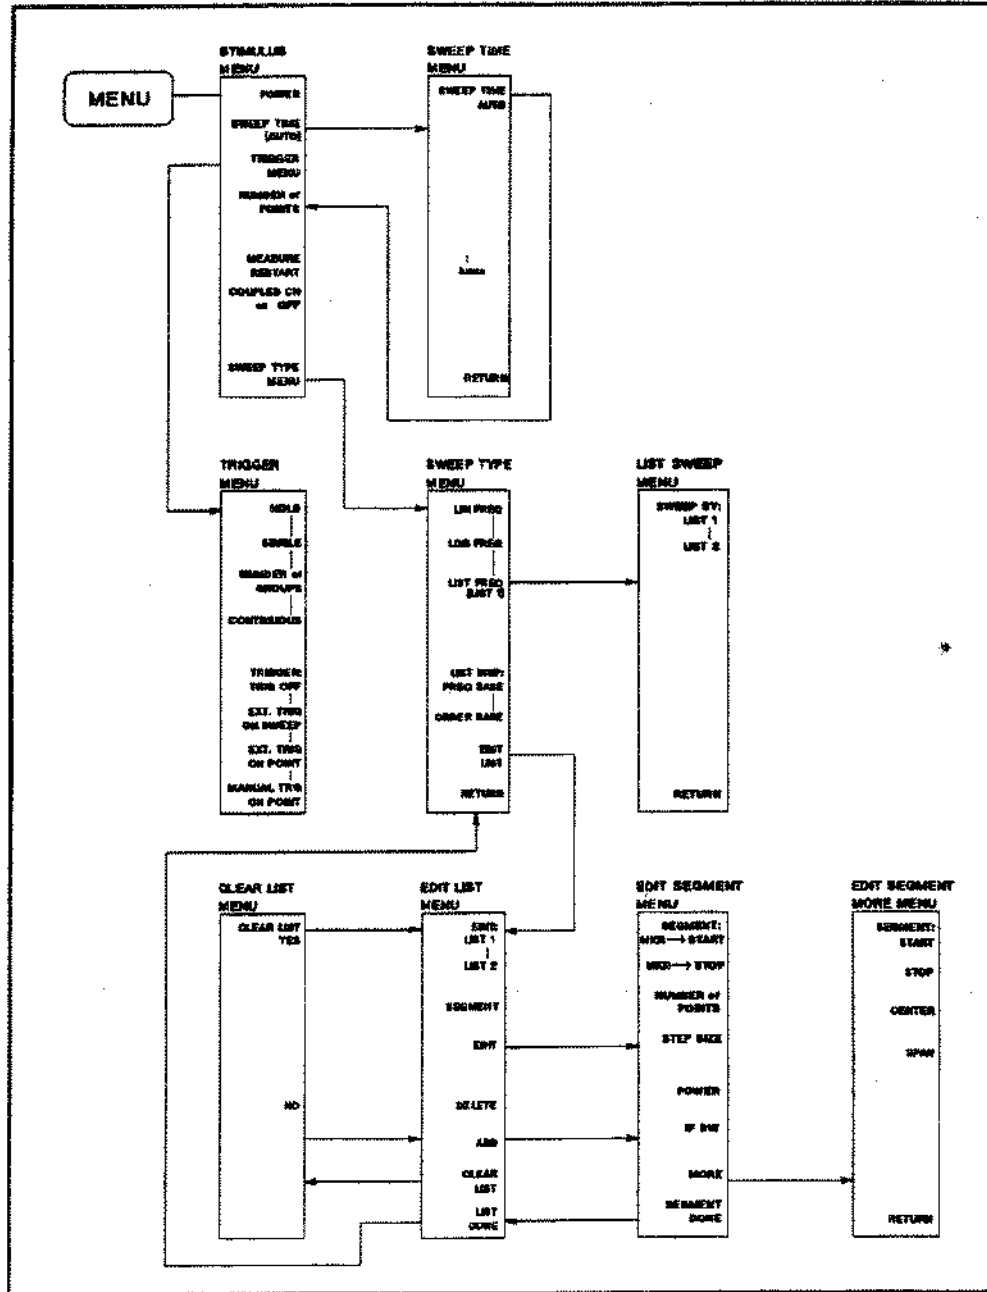 MENU
STIMULUS
MENU
POWER
SWEEP TIME
[AUTO]
TRIGGER
MENU
NUMBER of
POINTS
MEASURE
RESTART
COUPLED CH
on OFF
SWEEP TYPE
MENU
SWEEP TIME
MENU
SWEEP TIME
AUTO
RETURN
TRIGGER
MENU
HOLD
SINGLE
NUMBER of
GROUPS
CONTINUOUS
TRIGGER:
TRIG OFF
EXT. TRIG
ON SWEEP
EXT. TRIG
ON POINT
MANUAL TRG
ON POINT
SWEEP TYPE
MENU
LIN FREQ
LOG FREQ
LIST FREQ
[LIST 1]
LIST DISP:
FREQ BASE
ORDER BASE
EDIT
LIST
RETURN
LIST SWEEP
MENU
SWEEP BY:
LIST 1
LIST 2
RETURN
CLEAR LIST
MENU
CLEAR LIST
YES
NO
EDIT LIST
MENU
EDIT:
LIST 1
LIST 2
SEGMENT
EDIT
DELETE
ADD
CLEAR
LIST
LIST
DONE
EDIT SEGMENT
MENU
SEGMENT:
MKR→START
MKR→STOP
NUMBER of
POINTS
STEP SIZE
POWER
IF BW
MORE
SEGMENT
DONE
EDIT SEGMENT
MORE MENU
SEGMENT:
START
STOP
CENTER
SPAN
RETURN